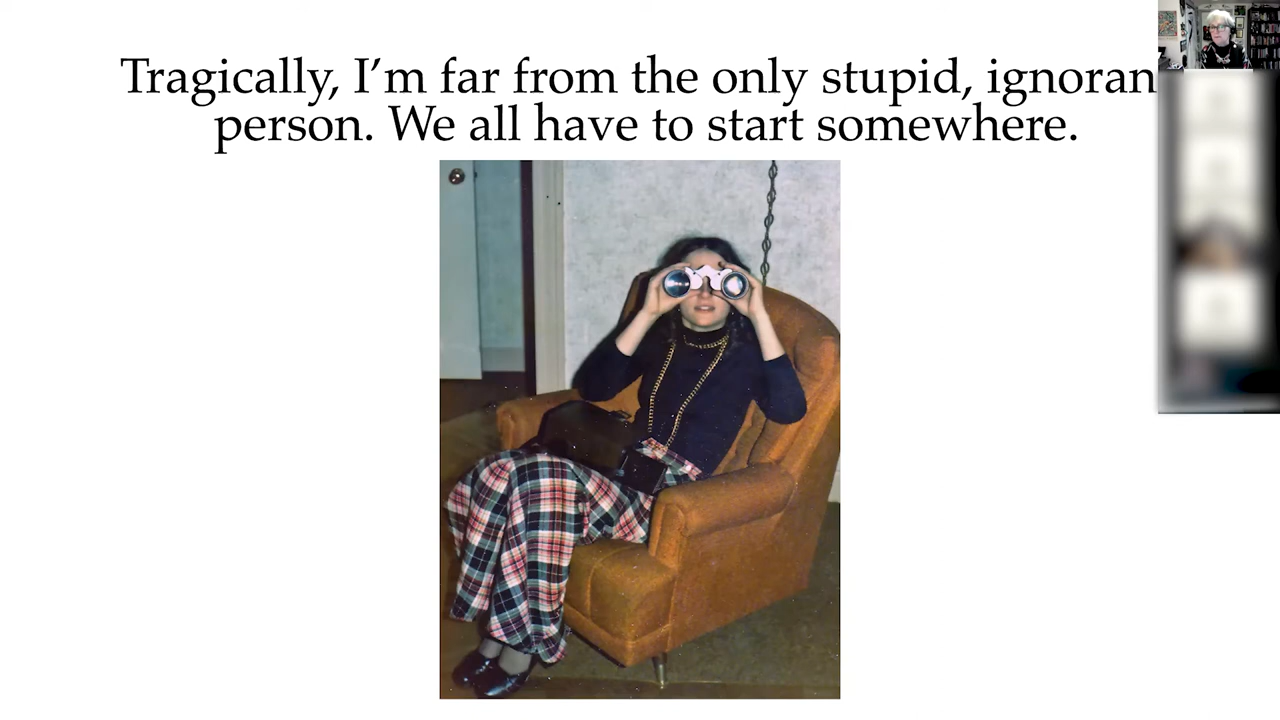 Tragically, I'm far from the only stupid, ignoran
person. We all have to start somewhere.